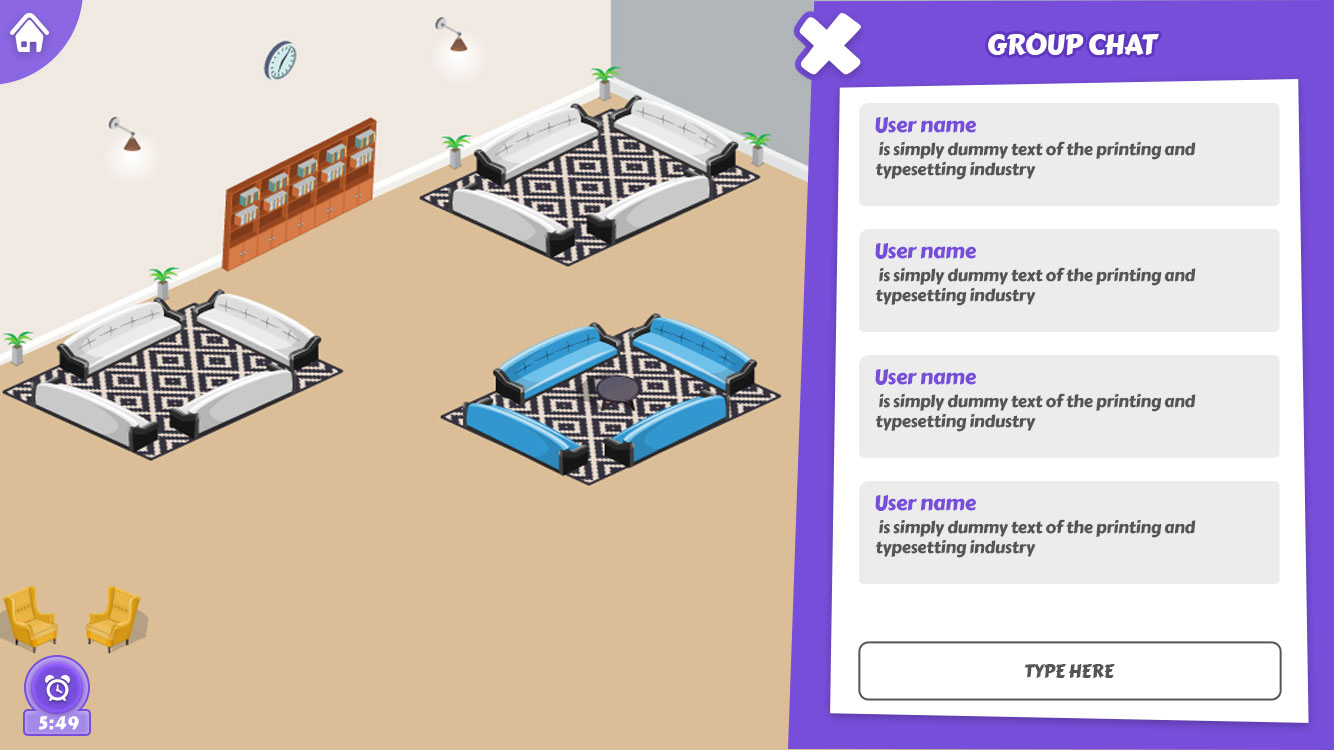 GROUP CHAT
User name
is simply dummy text of the printing and
typesetting industry
User name
is simply dummy text of the printing and
typesetting industry
User name
is simply dummy text of the printing and
typesetting industry
User name
is simply dummy text of the printing and
typesetting industry
TYPE HERE
5:49